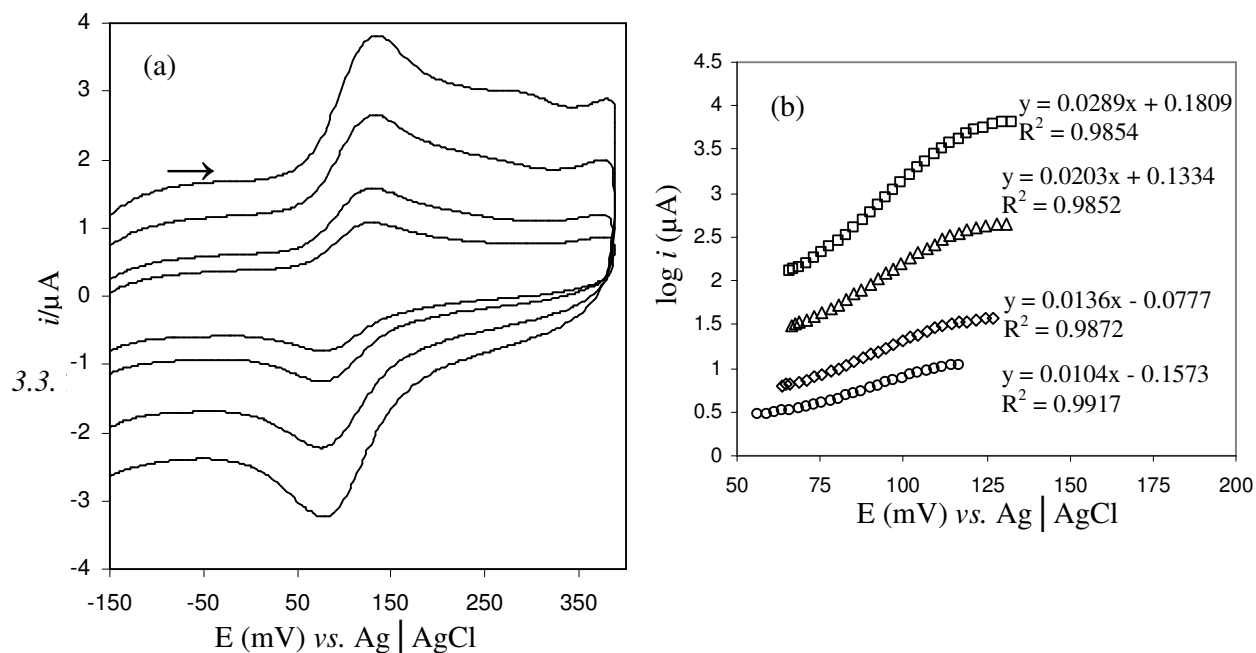 (a)
4
3
2
1
0
-1
-2
-3
-4
i/μA
3.3.
-150 -50 50 150 250 350
E (mV) vs. Ag | AgCl
(b)
4.5
4
3.5
3
2.5
2
1.5
1
0.5
0
log i (μA)
y = 0.0289x + 0.1809
R² = 0.9854
y = 0.0203x + 0.1334
R² = 0.9852
y = 0.0136x - 0.0777
R² = 0.9872
y = 0.0104x - 0.1573
R² = 0.9917
50 75 100 125 150 175 200
E (mV) vs. Ag | AgCl